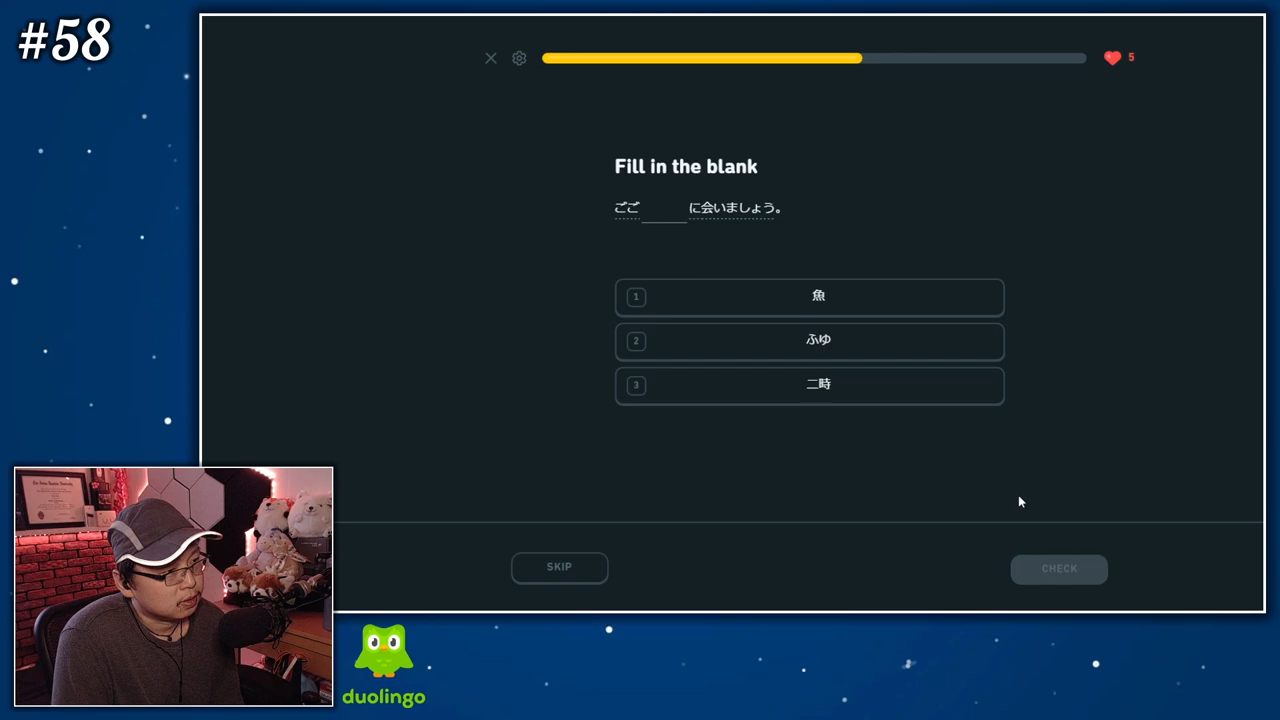 #58
5
Fill in the blank
ごご ______ に会いましょう。
1 魚
2 ふゆ
3 二時
SKIP
CHECK
duolingo